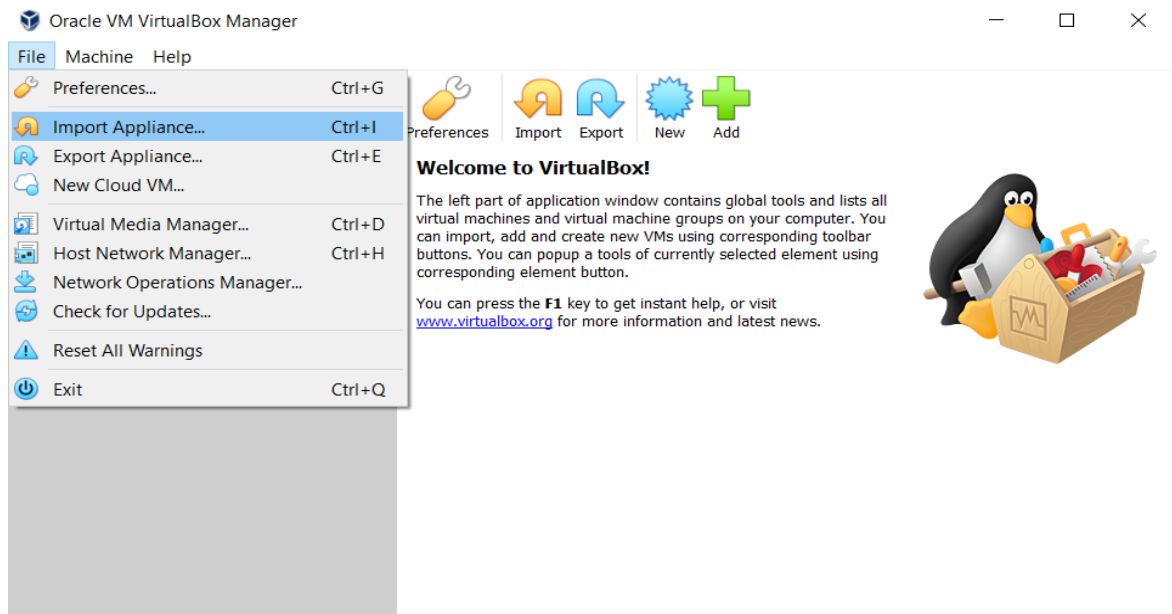 Oracle VM VirtualBox Manager
File Machine Help
Preferences... Ctrl+G
Import Appliance... Ctrl+I
Export Appliance... Ctrl+E
New Cloud VM...
Virtual Media Manager... Ctrl+D
Host Network Manager... Ctrl+H
Network Operations Manager...
Check for Updates...
Reset All Warnings
Exit Ctrl+Q
Preferences Import Export New Add
Welcome to VirtualBox!
The left part of application window contains global tools and lists all
virtual machines and virtual machine groups on your computer. You
can import, add and create new VMs using corresponding toolbar
buttons. You can popup a tools of currently selected element using
corresponding element button.
You can press the F1 key to get instant help, or visit
www.virtualbox.org for more information and latest news.